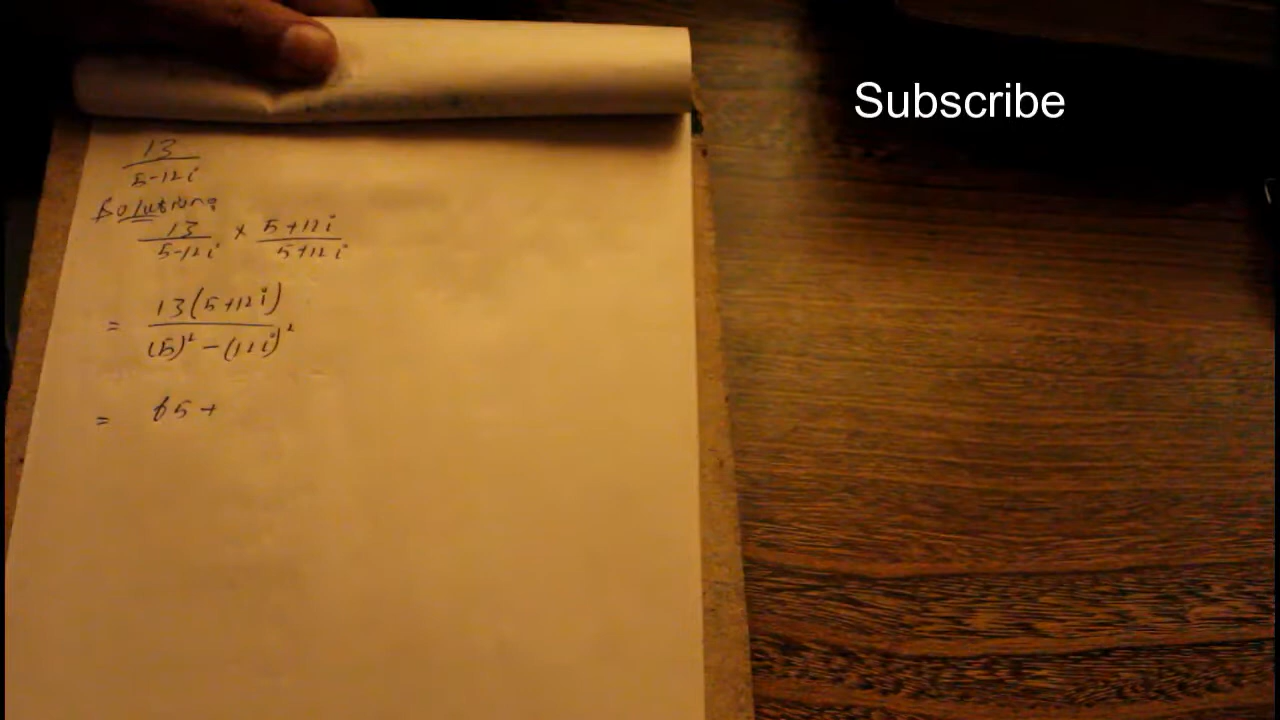 Subscribe
13
5-12i
Solution:
13/5-12i × 5+12i/5+12i
= 13(5+12i)/(5)² - (12i)²
= 65 +